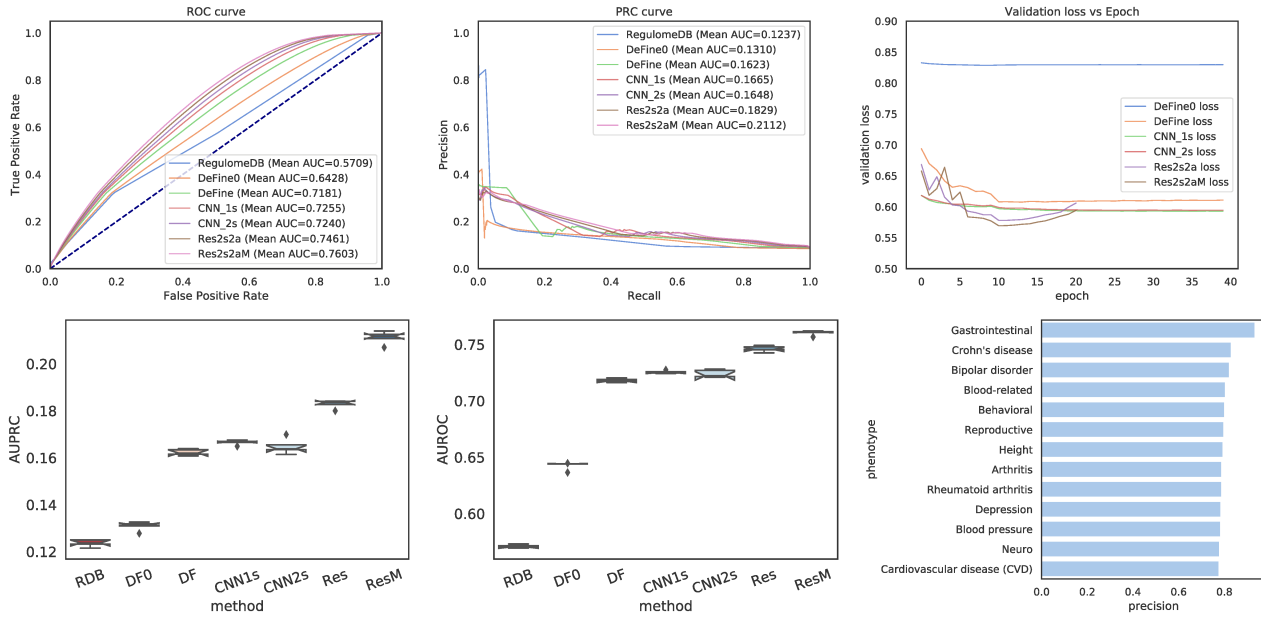 ROC curve
1.0
0.8
0.6
0.4
0.2
0.0
True Positive Rate
RegulomeDB (Mean AUC=0.5709)
DeFine0 (Mean AUC=0.6428)
DeFine (Mean AUC=0.7181)
CNN_1s (Mean AUC=0.7255)
CNN_2s (Mean AUC=0.7240)
Res2s2a (Mean AUC=0.7461)
Res2s2aM (Mean AUC=0.7603)
0.0 0.2 0.4 0.6 0.8 1.0
False Positive Rate
PRC curve
1.0
0.8
0.6
0.4
0.2
0.0
Precision
RegulomeDB (Mean AUC=0.1237)
DeFine0 (Mean AUC=0.1310)
DeFine (Mean AUC=0.1623)
CNN_1s (Mean AUC=0.1665)
CNN_2s (Mean AUC=0.1648)
Res2s2a (Mean AUC=0.1829)
Res2s2aM (Mean AUC=0.2112)
0.0 0.2 0.4 0.6 0.8 1.0
Recall
Validation loss vs Epoch
0.90
0.85
0.80
0.75
0.70
0.65
0.60
0.55
0.50
validation loss
DeFine0 loss
DeFine loss
CNN_1s loss
CNN_2s loss
Res2s2a loss
Res2s2aM loss
0 5 10 15 20 25 30 35 40
epoch
0.20
0.18
0.16
0.14
0.12
AUPRC
RDB DF0 DF CNN1s CNN2s Res ResM
method
0.75
0.70
0.65
0.60
AUROC
RDB DF0 DF CNN1s CNN2s Res ResM
method
phenotype
Gastrointestinal
Crohn's disease
Bipolar disorder
Blood-related
Behavioral
Reproductive
Height
Arthritis
Rheumatoid arthritis
Depression
Blood pressure
Neuro
Cardiovascular disease (CVD)
0.0 0.2 0.4 0.6 0.8
precision